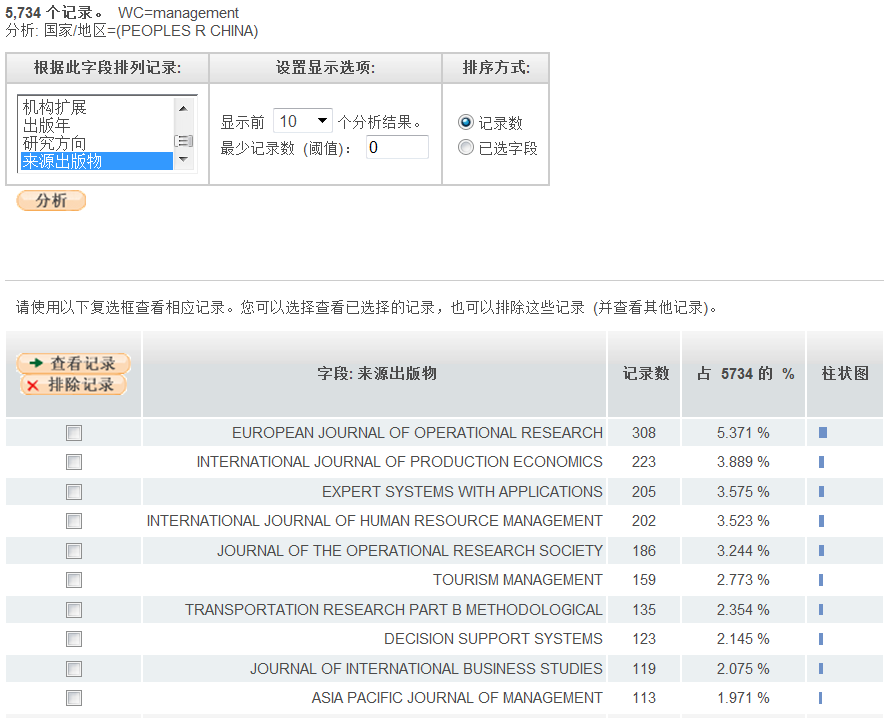 5,734 个记录。 WC=management
分析: 国家/地区=(PEOPLES R CHINA)
根据此字段排列记录: 设置显示选项: 排序方式:
机构扩展
出版年
研究方向
来源出版物
显示前 10 个分析结果。
最少记录数 (阈值): 0
记录数
已选字段
分析
请使用以下复选框查看相应记录。您可以选择查看已选择的记录，也可以排除这些记录 (并查看其他记录)。
查看记录
排除记录
字段: 来源出版物 记录数 占 5734 的 % 柱状图
EUROPEAN JOURNAL OF OPERATIONAL RESEARCH 308 5.371 %
INTERNATIONAL JOURNAL OF PRODUCTION ECONOMICS 223 3.889 %
EXPERT SYSTEMS WITH APPLICATIONS 205 3.575 %
INTERNATIONAL JOURNAL OF HUMAN RESOURCE MANAGEMENT 202 3.523 %
JOURNAL OF THE OPERATIONAL RESEARCH SOCIETY 186 3.244 %
TOURISM MANAGEMENT 159 2.773 %
TRANSPORTATION RESEARCH PART B METHODOLOGICAL 135 2.354 %
DECISION SUPPORT SYSTEMS 123 2.145 %
JOURNAL OF INTERNATIONAL BUSINESS STUDIES 119 2.075 %
ASIA PACIFIC JOURNAL OF MANAGEMENT 113 1.971 %